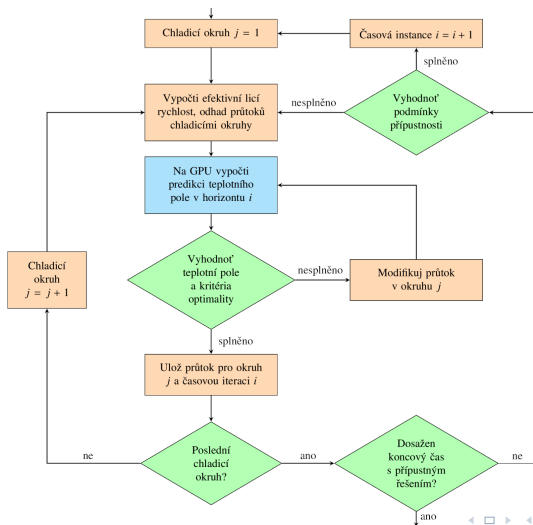 Chladicí okruh j = 1
Časová instance i = i + 1
splněno
Vypočti efektivní licí
rychlost, odhad průtoků
chladicími okruhy
nesplněno
Vyhodnoť
podmínky
přípustnosti
Na GPU vypočti
predikci teplotního
pole v horizontu i
Vyhodnoť
teplotní pole
a kritéria
optimality
nesplněno
Modifikuj průtok
v okruhu j
Chladicí
okruh
j = j + 1
splněno
Ulož průtok pro okruh
j a časovou iteraci i
ne
Poslední
chladicí
okruh?
ano
Dosažen
koncový čas
s přípustným
řešením?
ne
ano